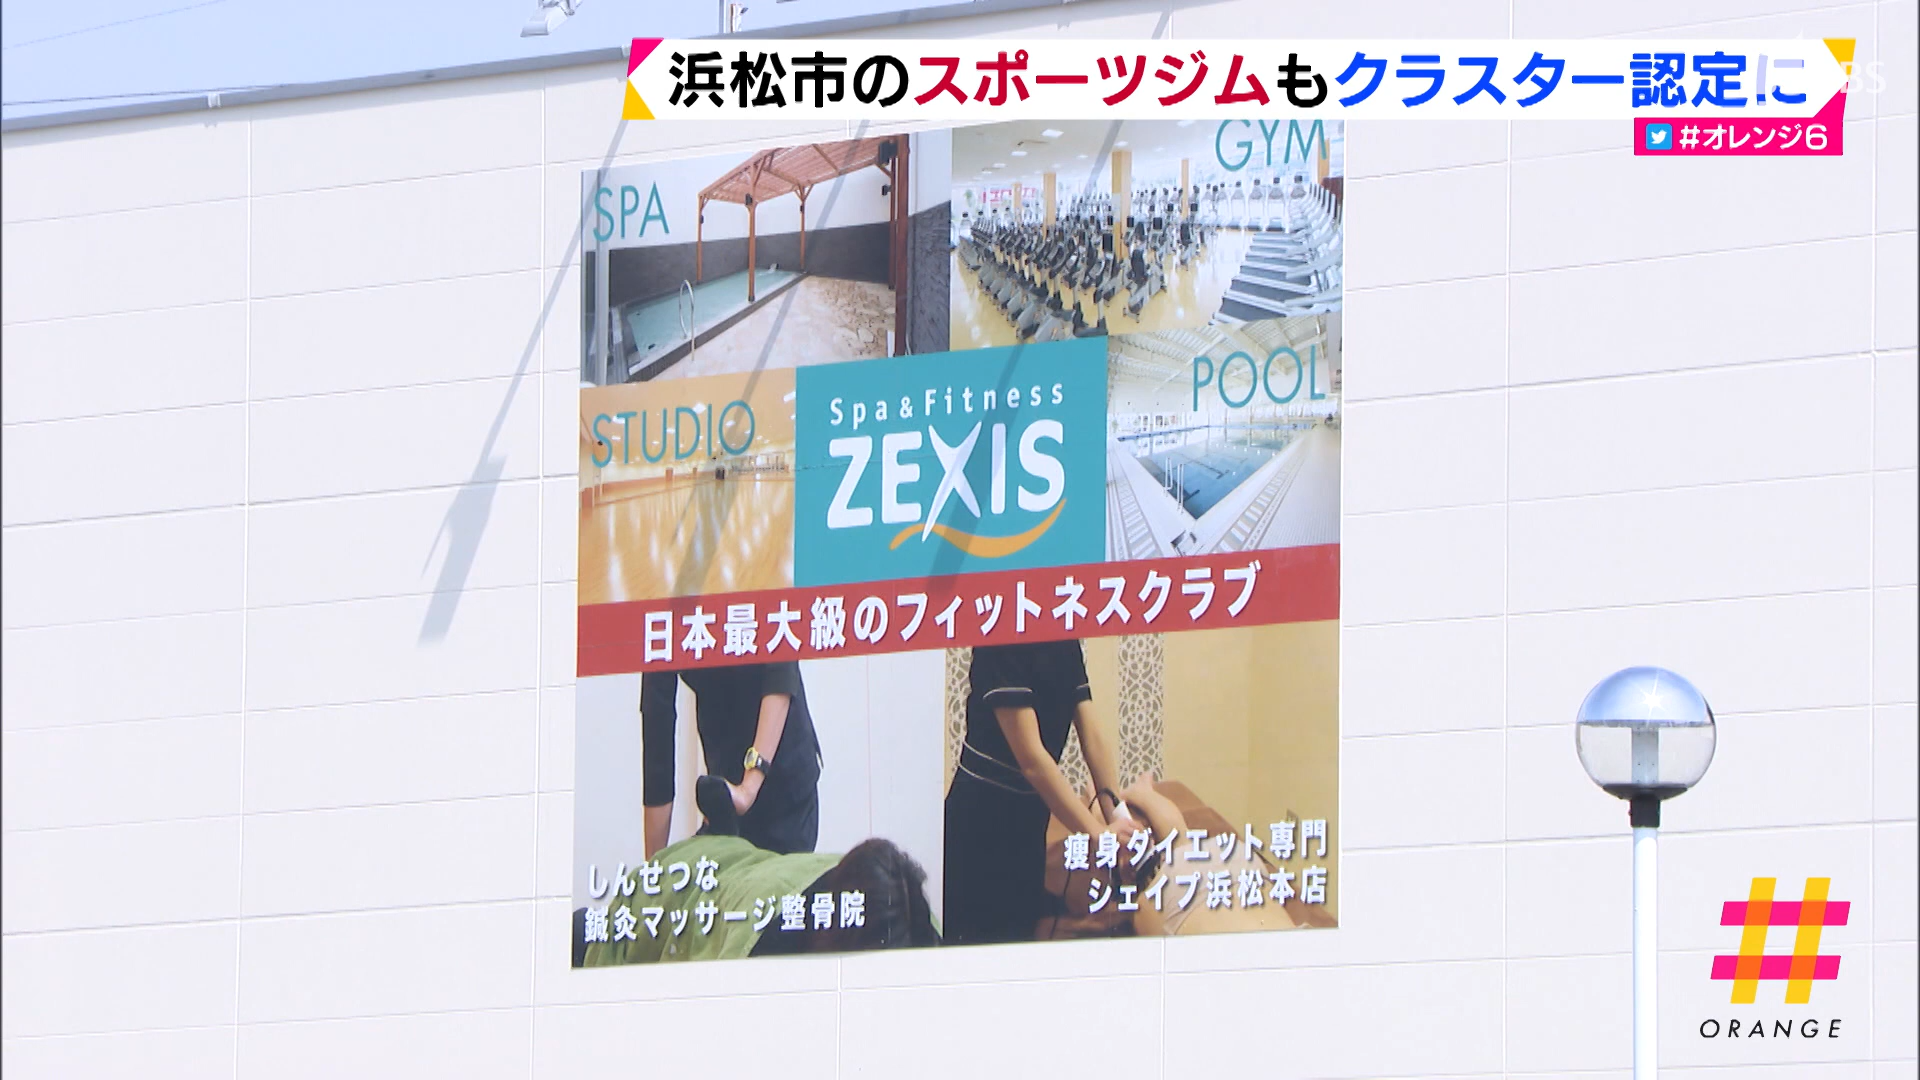 浜松市のスポーツジムもクラスター認定に
#オレンジ6
SPA
GYM
STUDIO
Spa&Fitness
ZEXIS
POOL
日本最大級のフィットネスクラブ
しんせつな
鍼灸マッサージ整骨院
痩身ダイエット専門
シェイプ浜松本店
ORANGE